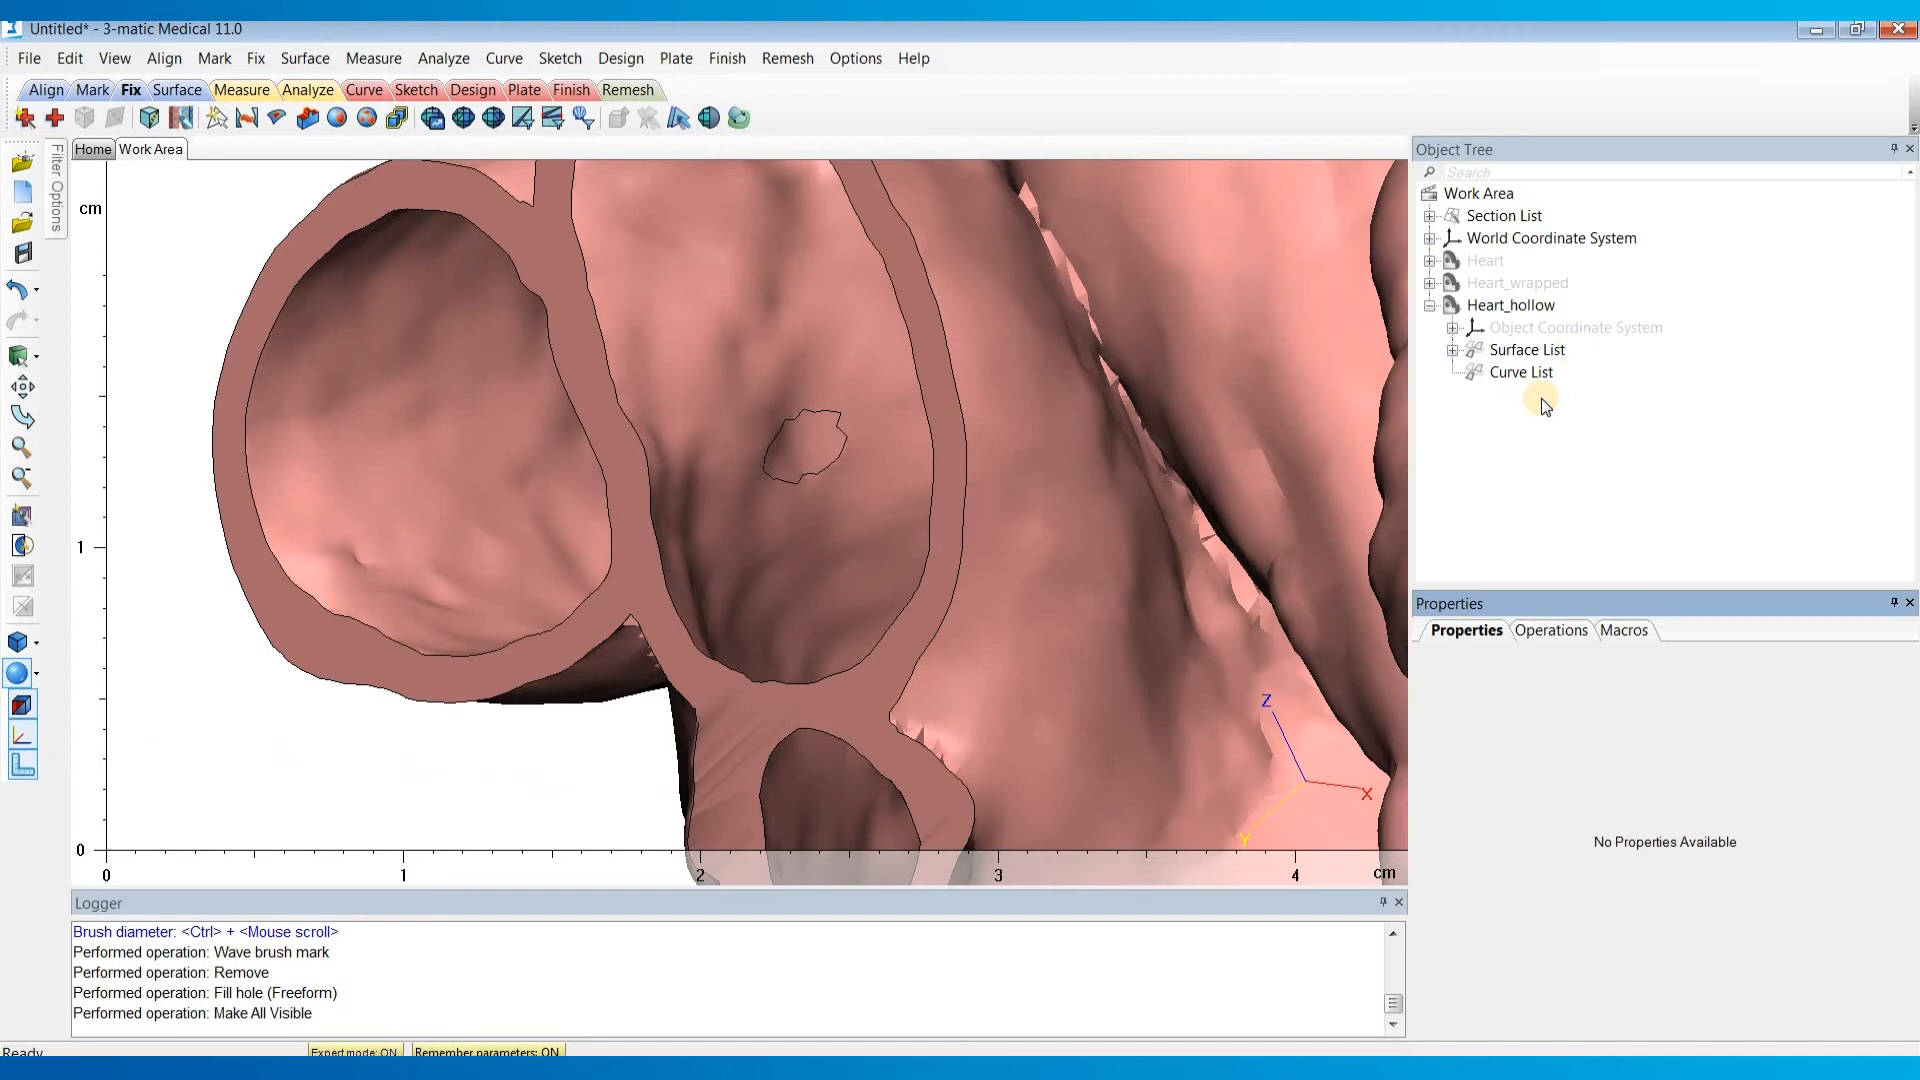 Untitled* - 3-matic Medical 11.0
File Edit View Align Mark Fix Surface Measure Analyze Curve Sketch Design Plate Finish Remesh Options Help
Align Mark Fix Surface Measure Analyze Curve Sketch Design Plate Finish Remesh
Filter Options
Home Work Area
cm
1
0
0 1 2 3 4 cm
Z
X
Y
Object Tree
Search
Work Area
Section List
World Coordinate System
Heart
Heart_wrapped
Heart_hollow
Object Coordinate System
Surface List
Curve List
Properties
Properties Operations Macros
No Properties Available
Logger
Brush diameter: <Ctrl> + <Mouse scroll>
Performed operation: Wave brush mark
Performed operation: Remove
Performed operation: Fill hole (Freeform)
Performed operation: Make All Visible
Ready Expert mode: ON Remember parameters: ON